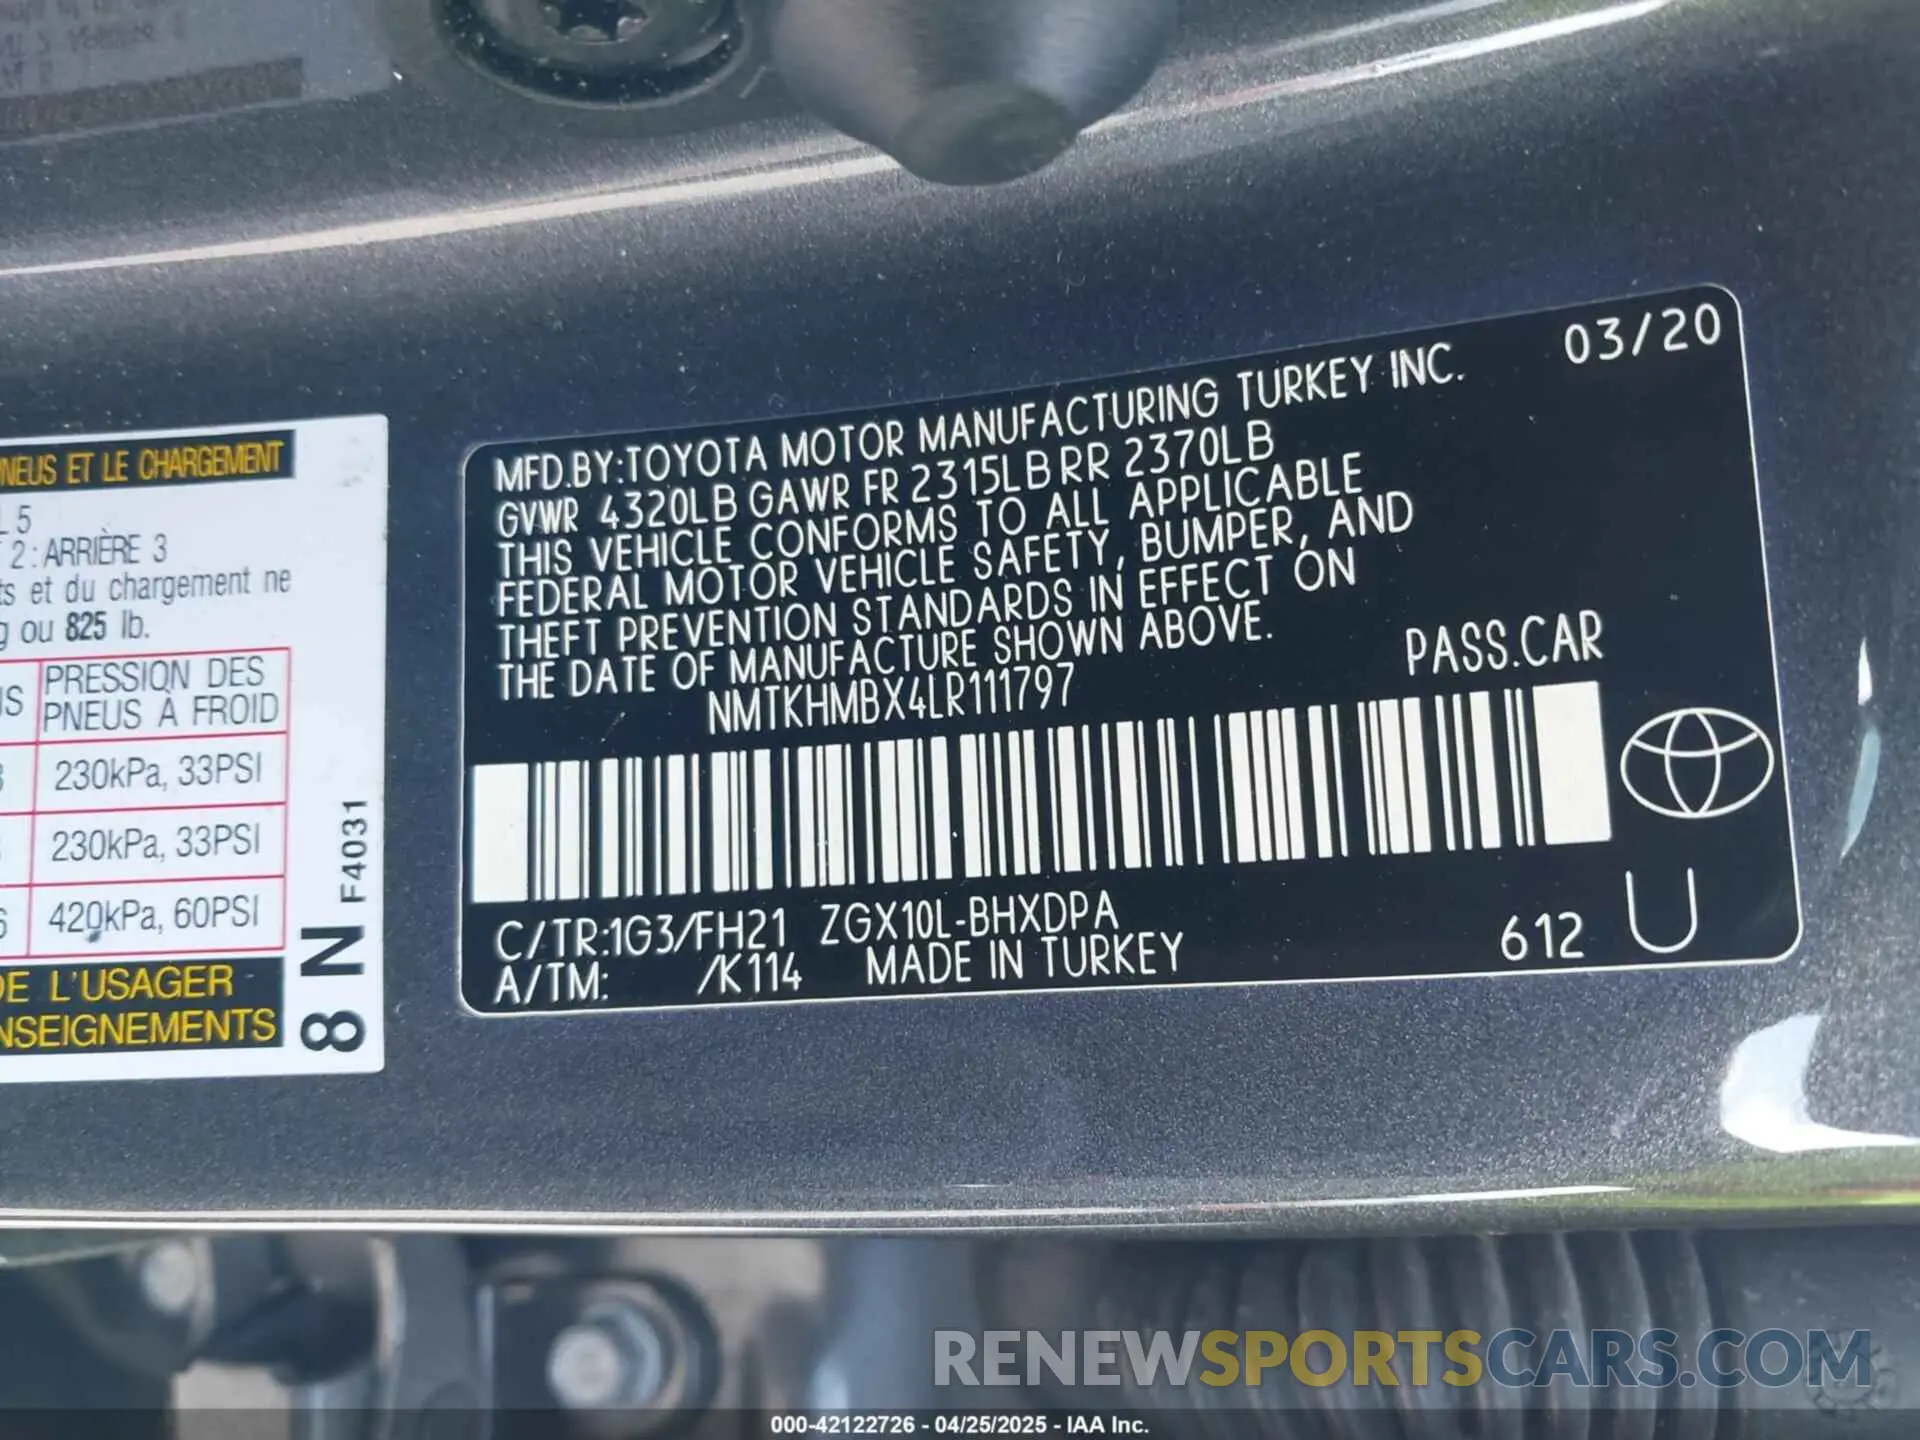 NEUS ET LE CHARGEMENT
L 5
2 : ARRIÈRE 3
ts et du chargement ne
g ou 825 lb.
PRESSION DES
PNEUS À FROID
230kPa, 33PSI
230kPa, 33PSI
420kPa, 60PSI
DE L'USAGER
NSEIGNEMENTS
8 N
F4031
03/20
MFD.BY:TOYOTA MOTOR MANUFACTURING TURKEY INC.
GVWR 4320LB GAWR FR 2315LB RR 2370LB
THIS VEHICLE CONFORMS TO ALL APPLICABLE
FEDERAL MOTOR VEHICLE SAFETY, BUMPER, AND
THEFT PREVENTION STANDARDS IN EFFECT ON
THE DATE OF MANUFACTURE SHOWN ABOVE.
NMTKHMBX4LR111797
PASS.CAR
C/TR:1G3/FH21 ZGX10L-BHXDPA
A/TM: /K114 MADE IN TURKEY
612 U
RENEWSPORTSCARS.COM
000-42122726 - 04/25/2025 - IAA Inc.